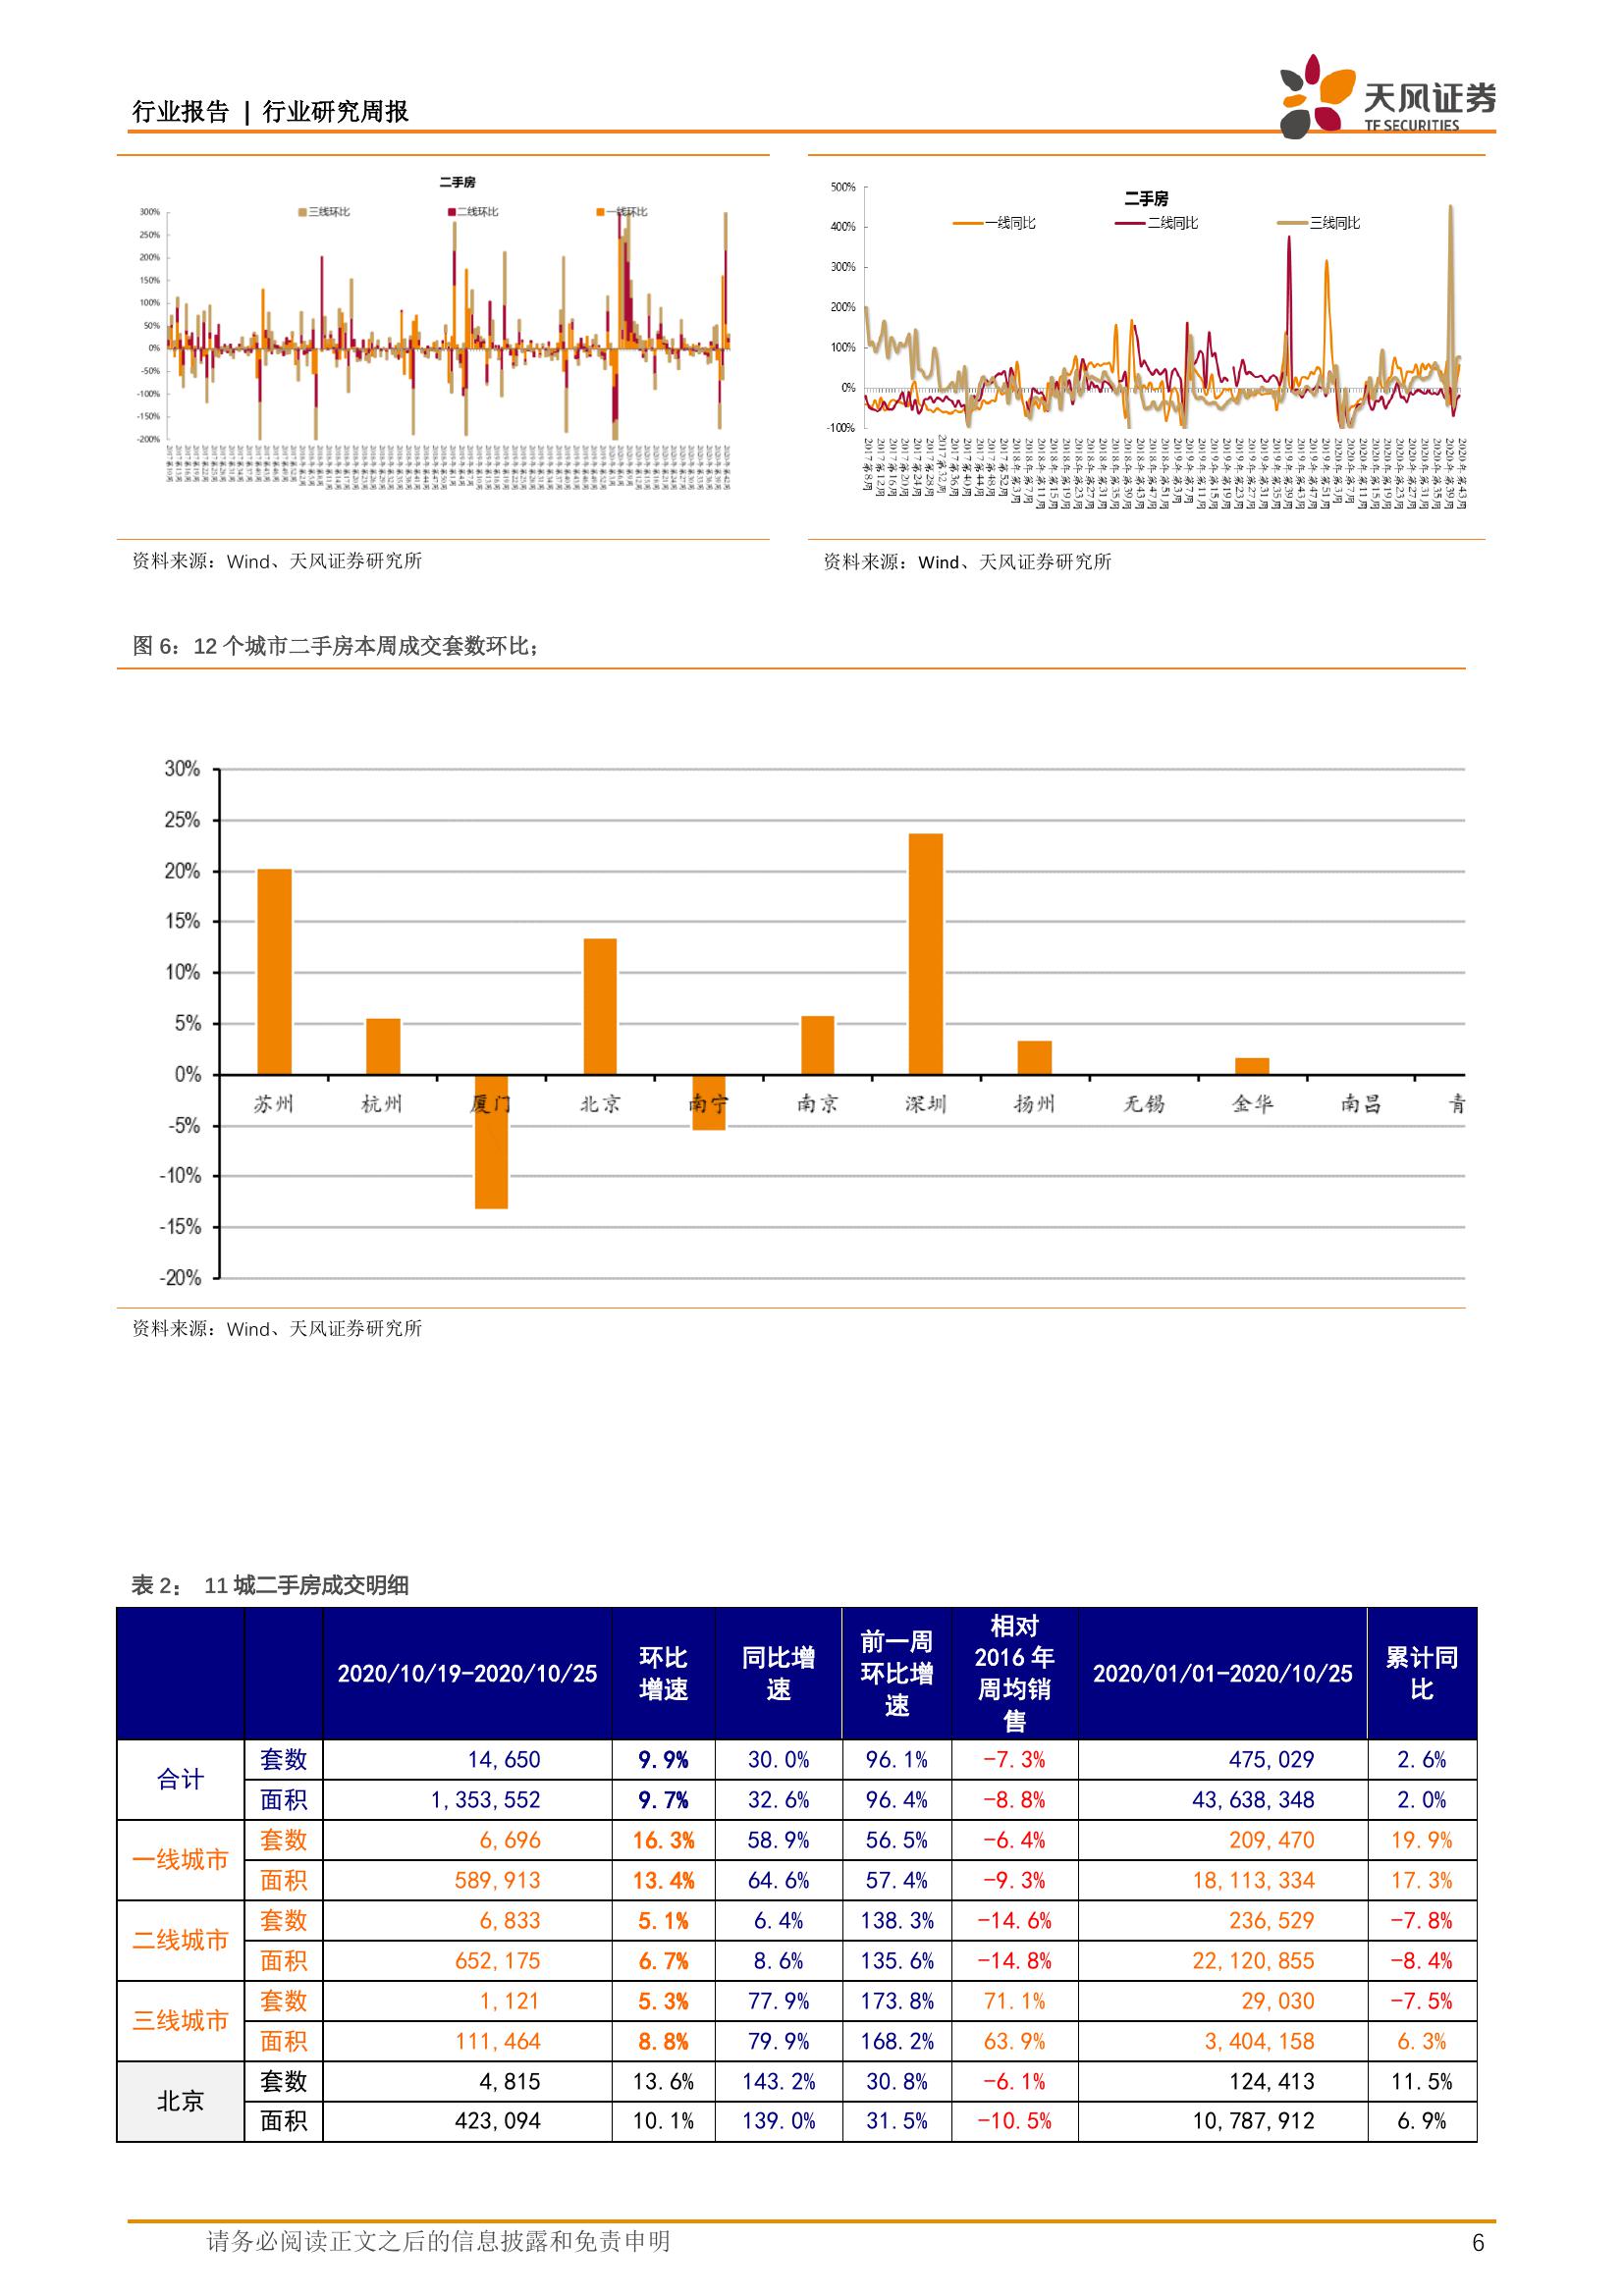 行业报告 | 行业研究周报
天风证券
TF SECURITIES
二手房
三线环比 二线环比 一线环比
300%
250%
200%
150%
100%
50%
0%
-50%
-100%
-150%
-200%
资料来源：Wind、天风证券研究所
二手房
一线同比 二线同比 三线同比
500%
400%
300%
200%
100%
0%
-100%
资料来源：Wind、天风证券研究所
图 6：12 个城市二手房本周成交套数环比；
30%
25%
20%
15%
10%
5%
0%
-5%
-10%
-15%
-20%
苏州 杭州 厦门 北京 南宁 南京 深圳 扬州 无锡 金华 南昌 青
资料来源：Wind、天风证券研究所
表 2： 11 城二手房成交明细
2020/10/19-2020/10/25 环比增速 同比增速 前一周环比增速 相对2016 年周均销售 2020/01/01-2020/10/25 累计同比
合计 套数 14,650 9.9% 30.0% 96.1% -7.3% 475,029 2.6%
面积 1,353,552 9.7% 32.6% 96.4% -8.8% 43,638,348 2.0%
一线城市 套数 6,696 16.3% 58.9% 56.5% -6.4% 209,470 19.9%
面积 589,913 13.4% 64.6% 57.4% -9.3% 18,113,334 17.3%
二线城市 套数 6,833 5.1% 6.4% 138.3% -14.6% 236,529 -7.8%
面积 652,175 6.7% 8.6% 135.6% -14.8% 22,120,855 -8.4%
三线城市 套数 1,121 5.3% 77.9% 173.8% 71.1% 29,030 -7.5%
面积 111,464 8.8% 79.9% 168.2% 63.9% 3,404,158 6.3%
北京 套数 4,815 13.6% 143.2% 30.8% -6.1% 124,413 11.5%
面积 423,094 10.1% 139.0% 31.5% -10.5% 10,787,912 6.9%
请务必阅读正文之后的信息披露和免责申明 6